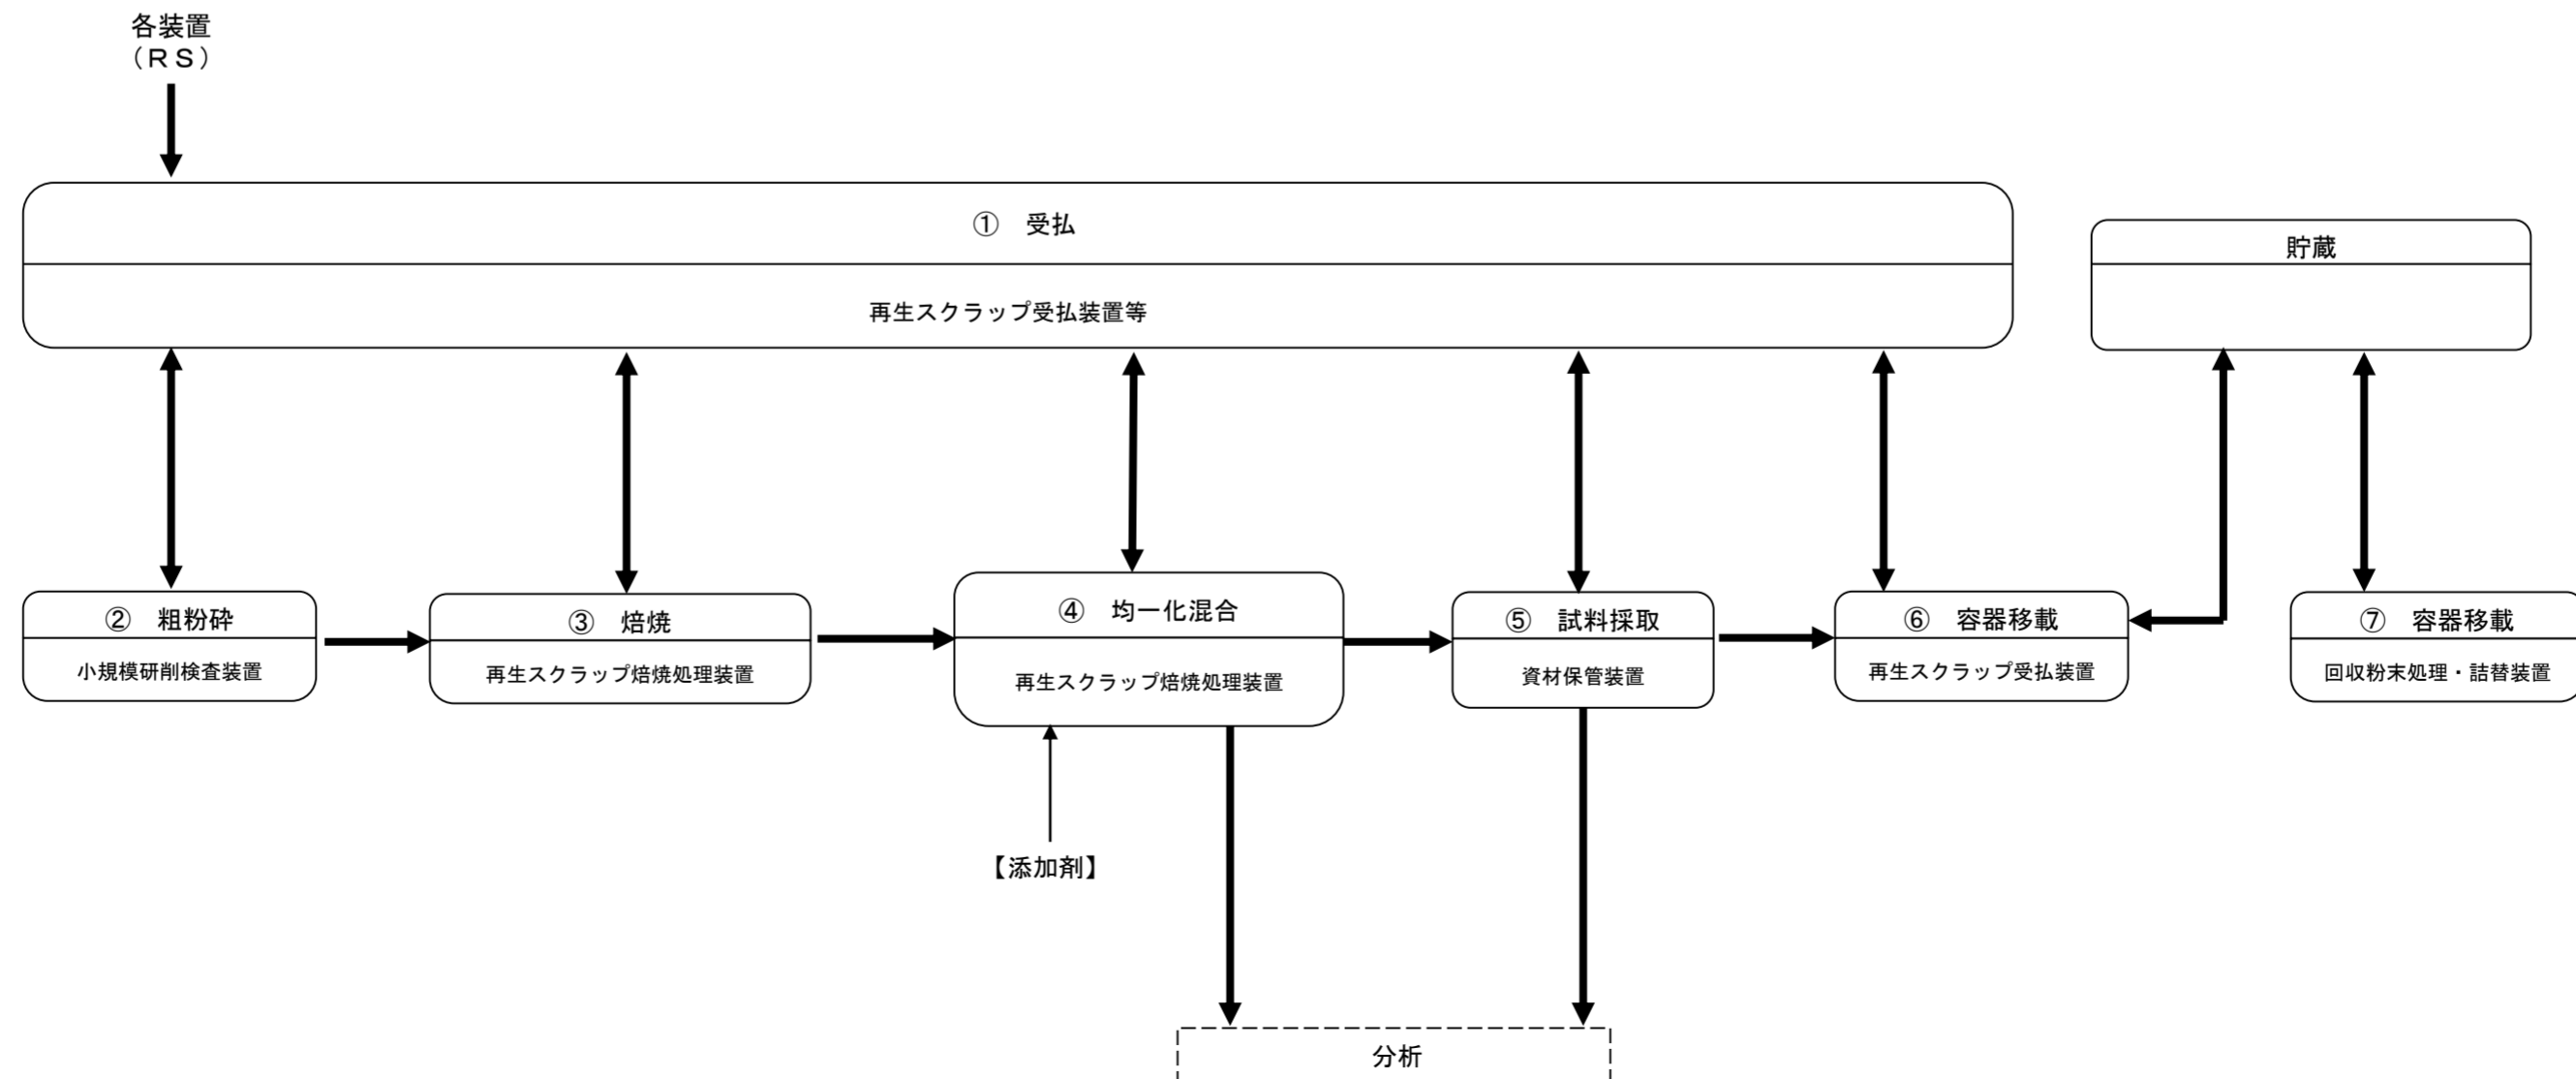 各装置
（ＲＳ）
①　受払
再生スクラップ受払装置等
貯蔵
②　粗粉砕
小規模研削検査装置
③　焙焼
再生スクラップ焙焼処理装置
④　均一化混合
再生スクラップ焙焼処理装置
⑤　試料採取
資材保管装置
⑥　容器移載
再生スクラップ受払装置
⑦　容器移載
回収粉末処理・詰替装置
【添加剤】
分析